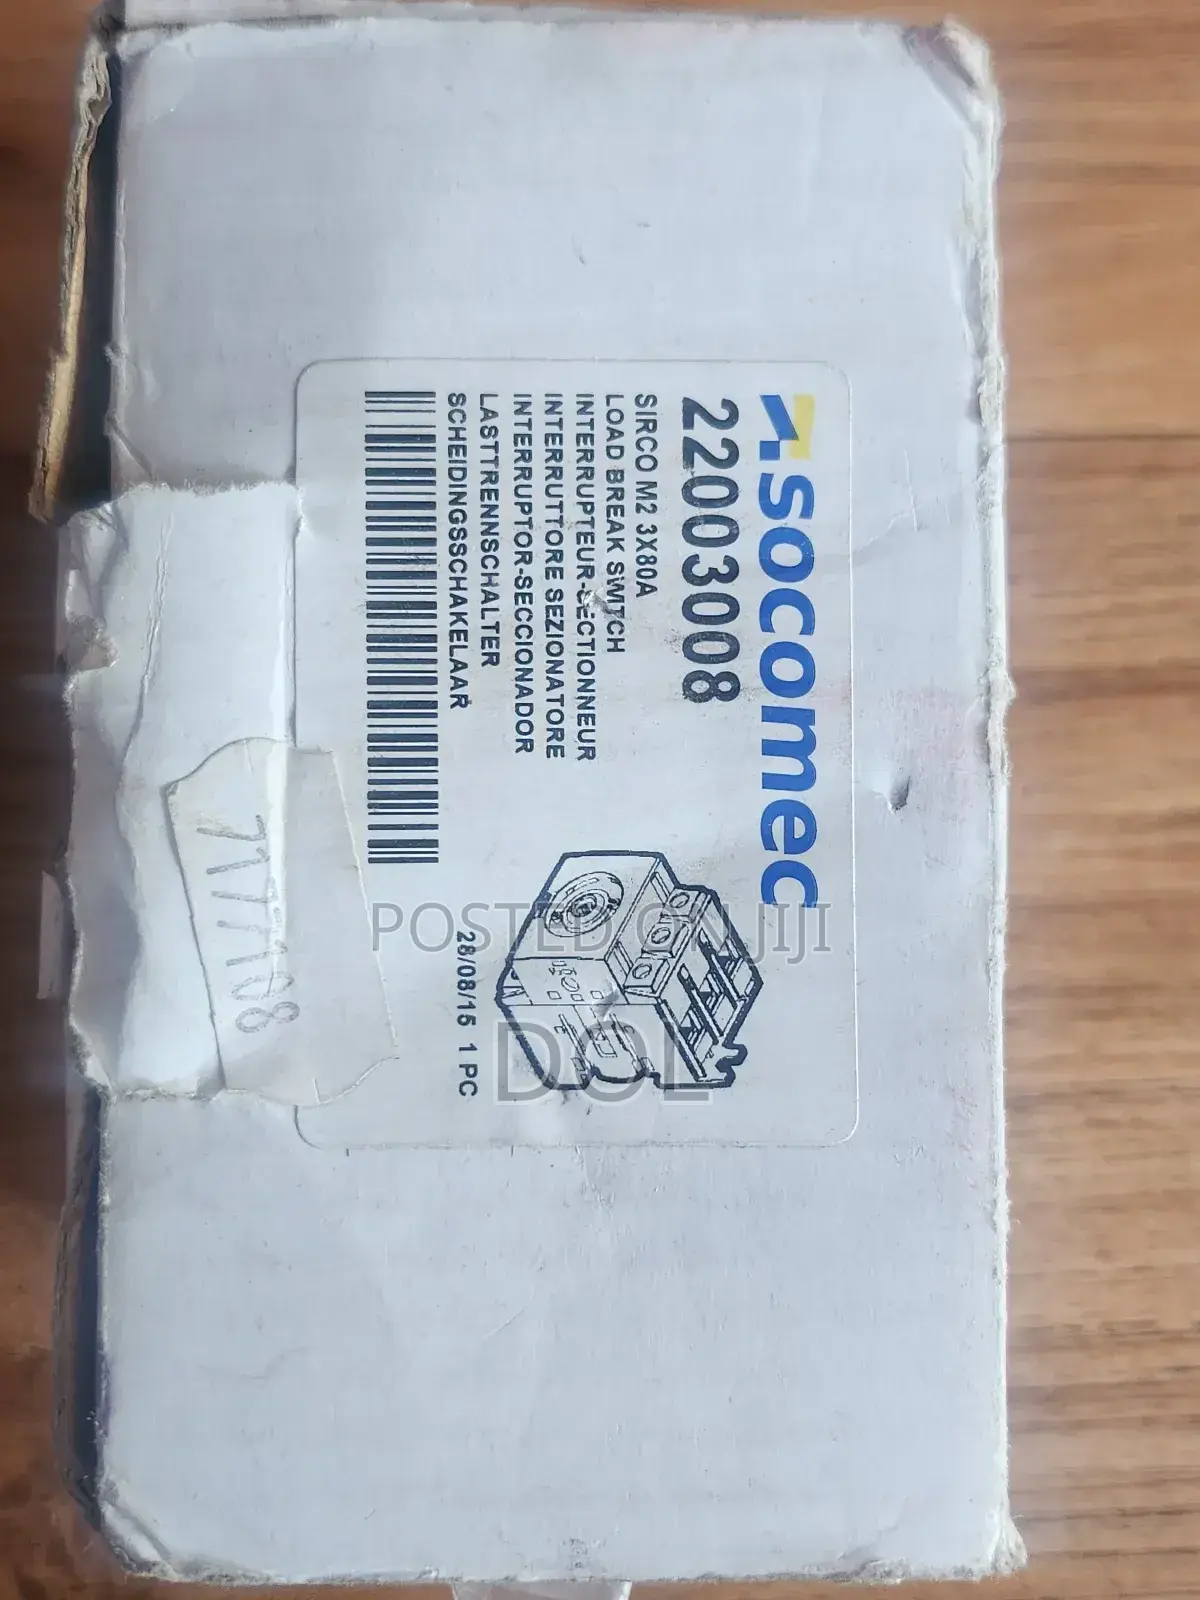 socomec
22003008
SIRCO M2 3X80A
LOAD BREAK SWITCH
INTERRUPTEUR-SECTIONNEUR
INTERRUTTORE SEZIONATORE
INTERRUPTOR-SECCIONADOR
LASTTRENNSCHALTER
SCHEIDINGSSCHAKELAAR
28/08/15 1 PC
POSTED ON JIJI
DOL